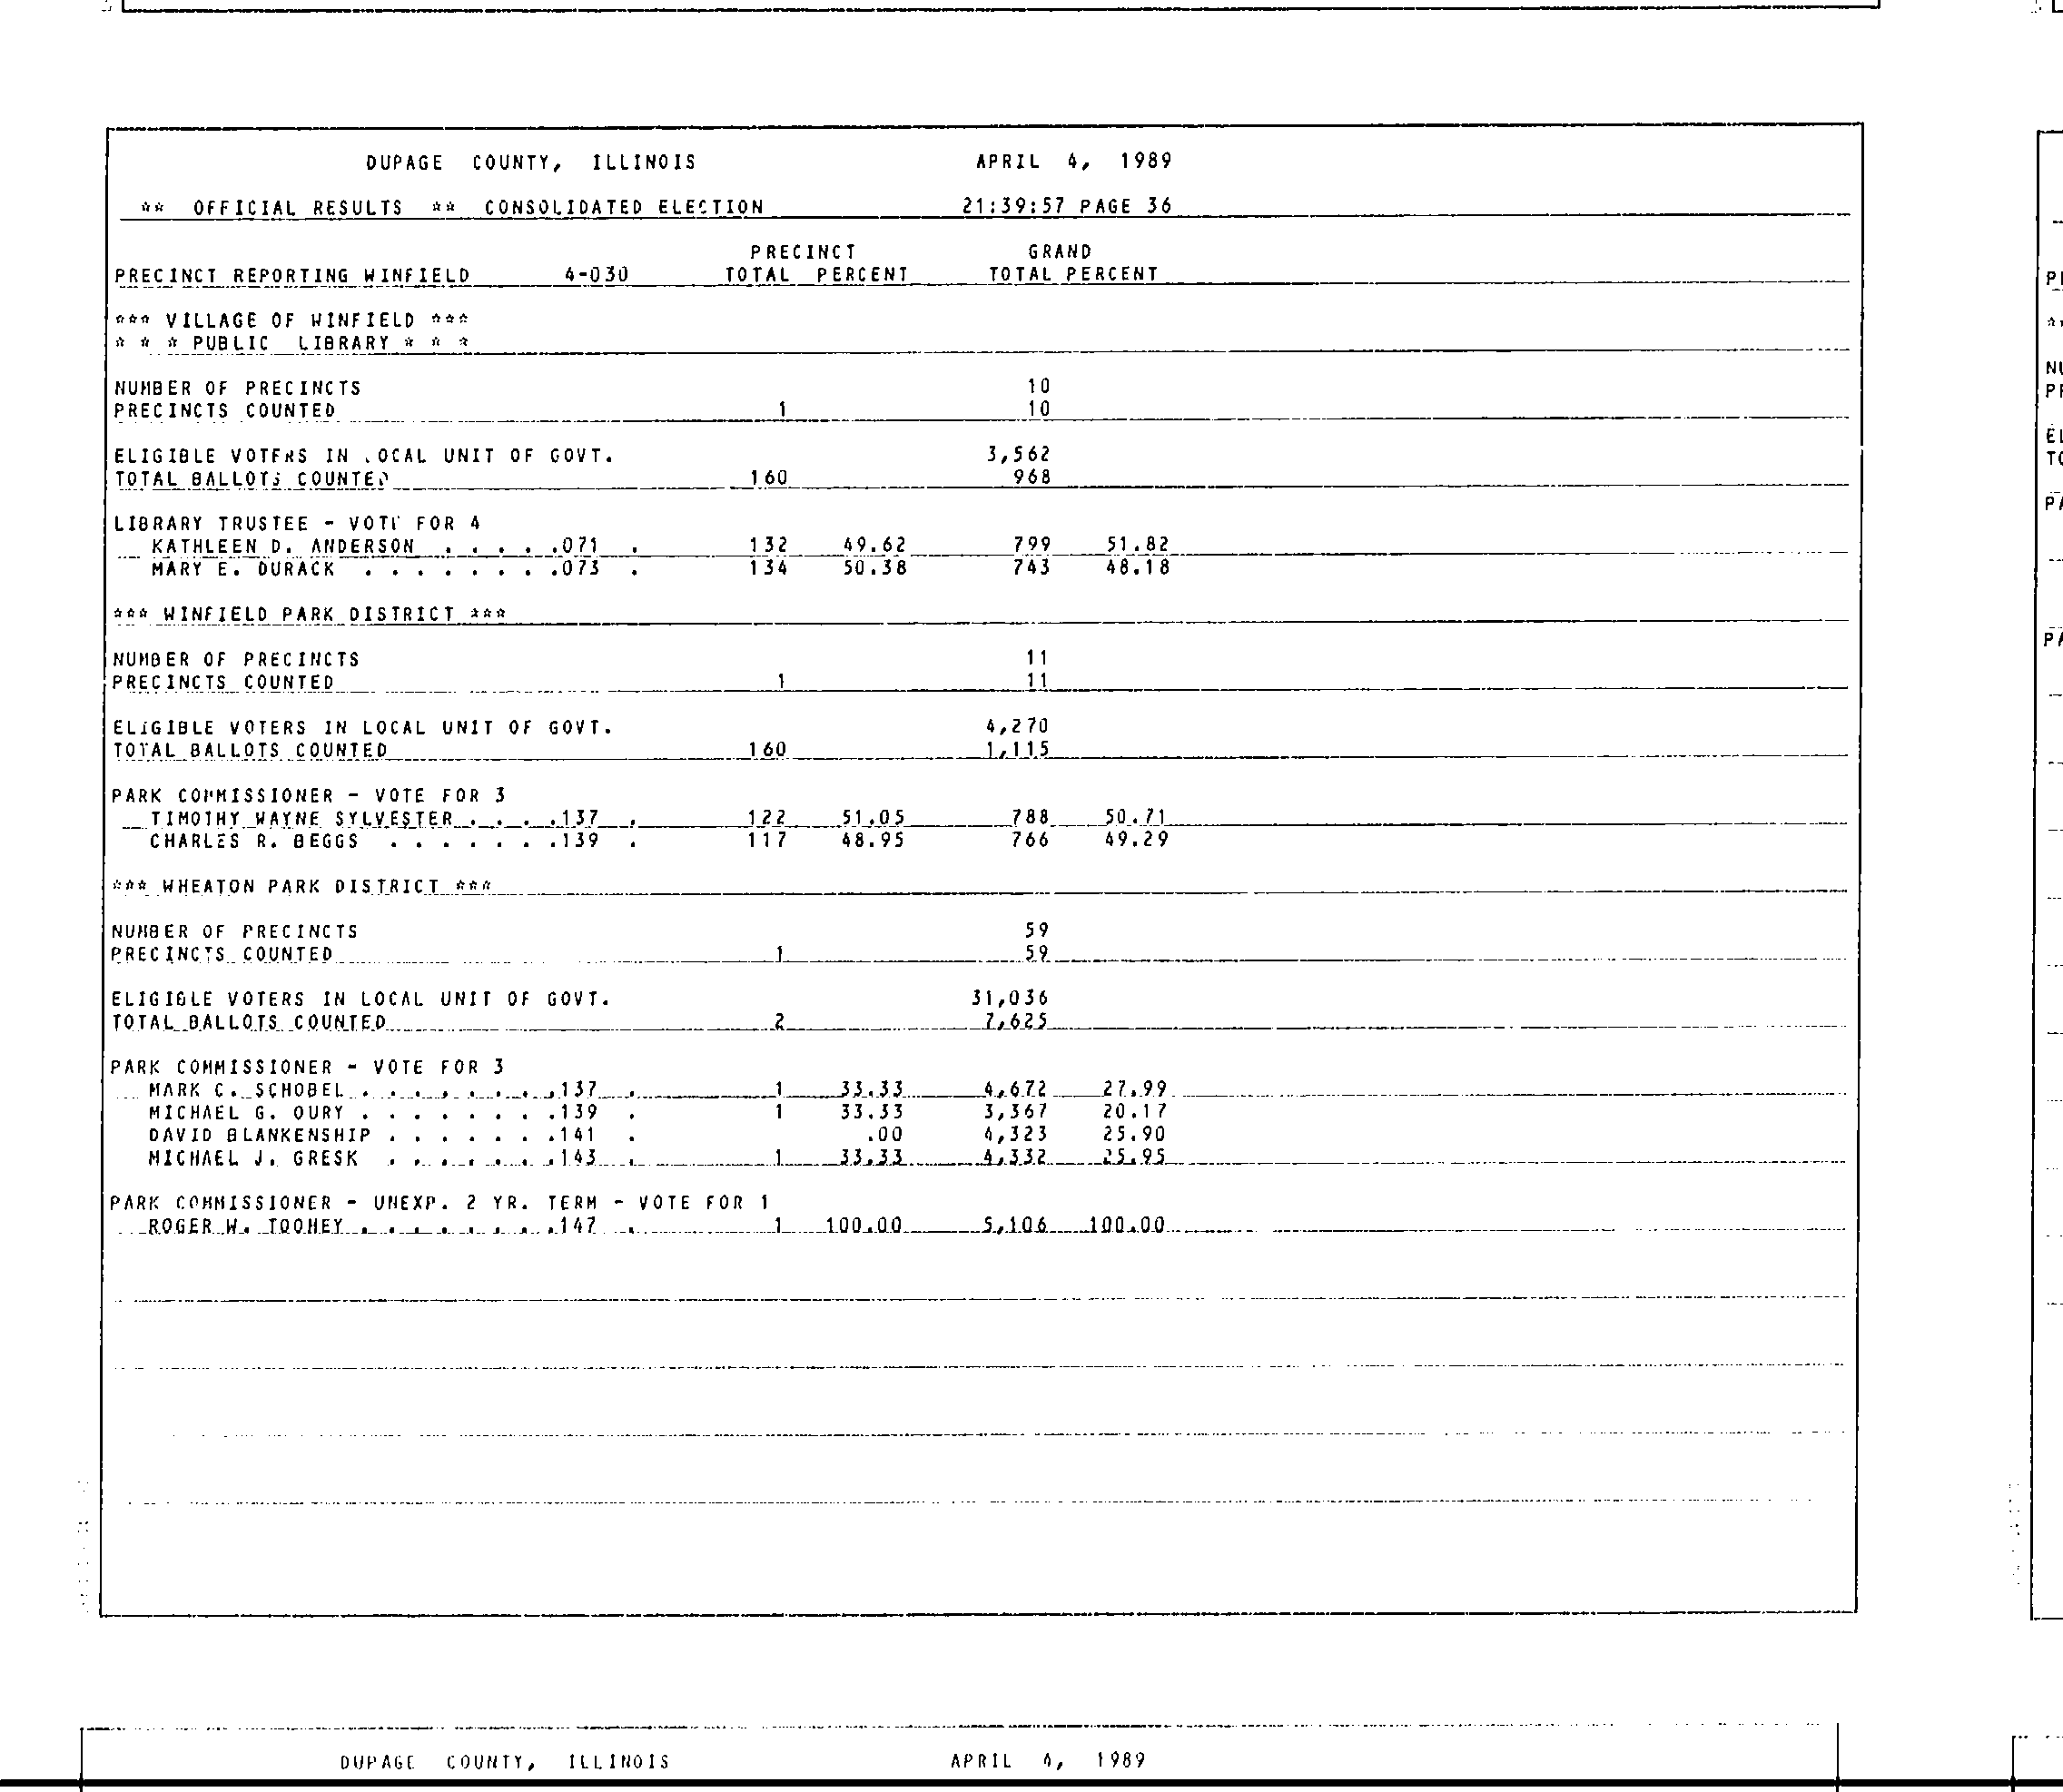 DUPAGE COUNTY, ILLINOIS APRIL 4, 1989
** OFFICIAL RESULTS ** CONSOLIDATED ELECTION 21:39:57 PAGE 36
PRECINCT GRAND
PRECINCT REPORTING WINFIELD 4-030 TOTAL PERCENT TOTAL PERCENT
*** VILLAGE OF WINFIELD ***
* * * PUBLIC LIBRARY * * *
NUMBER OF PRECINCTS 10
PRECINCTS COUNTED 1 10
ELIGIBLE VOTERS IN LOCAL UNIT OF GOVT. 3,562
TOTAL BALLOTS COUNTED 160 968
LIBRARY TRUSTEE - VOTE FOR 4
KATHLEEN D. ANDERSON . . . . .071 . 132 49.62 799 51.82
MARY E. DURACK . . . . . . . .073 . 134 50.38 743 48.18
*** WINFIELD PARK DISTRICT ***
NUMBER OF PRECINCTS 11
PRECINCTS COUNTED 1 11
ELIGIBLE VOTERS IN LOCAL UNIT OF GOVT. 4,270
TOTAL BALLOTS COUNTED 160 1,115
PARK COMMISSIONER - VOTE FOR 3
TIMOTHY WAYNE SYLVESTER . . . .137 . 122 51.05 788 50.71
CHARLES R. BEGGS . . . . . . .139 . 117 48.95 766 49.29
*** WHEATON PARK DISTRICT ***
NUMBER OF PRECINCTS 59
PRECINCTS COUNTED 1 59
ELIGIBLE VOTERS IN LOCAL UNIT OF GOVT. 31,036
TOTAL BALLOTS COUNTED 2 7,625
PARK COMMISSIONER - VOTE FOR 3
MARK C. SCHOBEL . . . . . . . .137 . 1 33.33 4,672 27.99
MICHAEL G. OURY . . . . . . . .139 . 1 33.33 3,367 20.17
DAVID BLANKENSHIP . . . . . . .141 . .00 4,323 25.90
MICHAEL J. GRESK . . . . . . .143 . 1 33.33 4,332 25.95
PARK COMMISSIONER - UNEXP. 2 YR. TERM - VOTE FOR 1
ROGER W. TOOHEY . . . . . . . .147 . 1 100.00 5,106 100.00
DUPAGE COUNTY, ILLINOIS APRIL 4, 1989